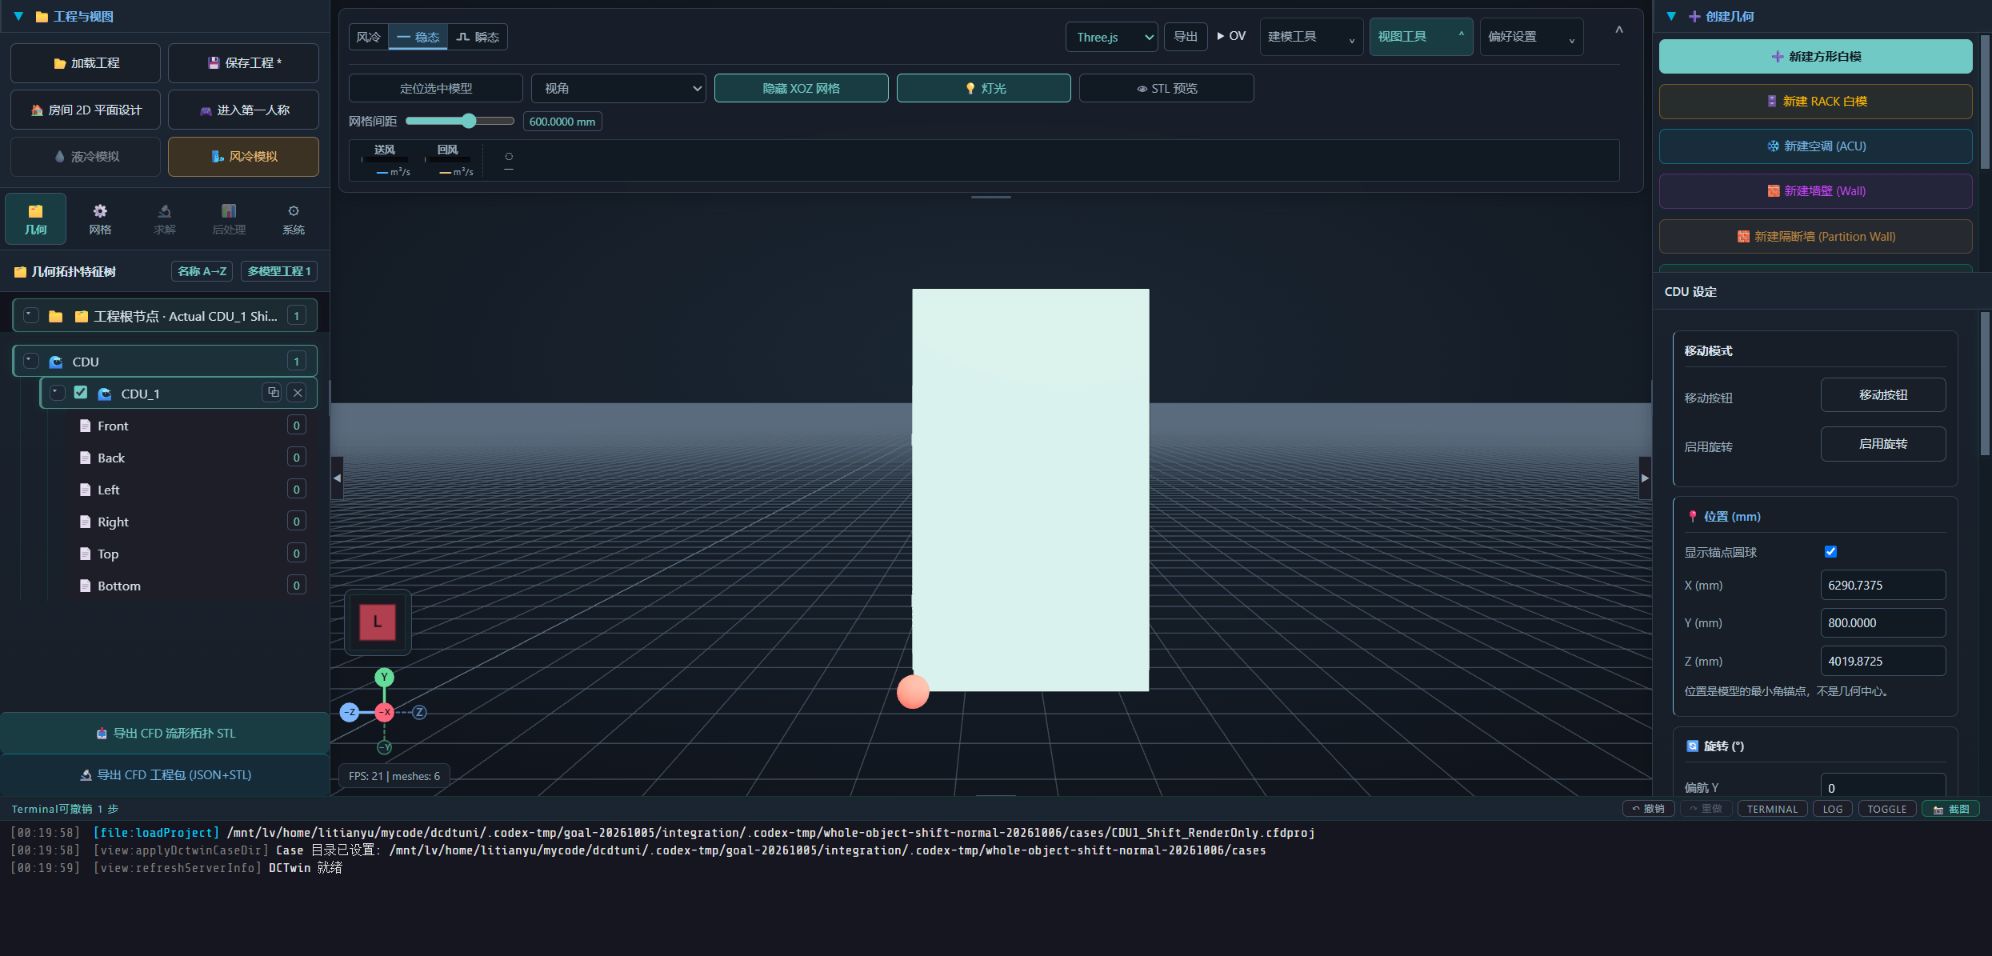 ▼ 工程与视图
加载工程
保存工程 *
房间 2D 平面设计
进入第一人称
液冷模拟
风冷模拟
几何
网格
求解
后处理
系统
几何拓扑特征树
名称 A→Z
多模型工程 1
工程根节点 · Actual CDU_1 Shi... 1
CDU 1
CDU_1
Front 0
Back 0
Left 0
Right 0
Top 0
Bottom 0
导出 CFD 流形拓扑 STL
导出 CFD 工程包 (JSON+STL)
风冷
稳态
瞬态
Three.js
导出
▶ OV
建模工具
视图工具
偏好设置
定位选中模型
视角
隐藏 XOZ 网格
灯光
STL 预览
网格间距
600.0000 mm
送风
回风
— m³/s
— m³/s
—
L
Y
-Z
-X
Z
-Y
FPS: 21 | meshes: 6
▼ 创建几何
新建方形白模
新建 RACK 白模
新建空调 (ACU)
新建墙壁 (Wall)
新建隔断墙 (Partition Wall)
CDU 设定
移动模式
移动按钮
移动按钮
启用旋转
启用旋转
位置 (mm)
显示锚点圆球
X (mm) 6290.7375
Y (mm) 800.0000
Z (mm) 4019.8725
位置是模型的最小角锚点，不是几何中心。
旋转 (°)
偏航 Y 0
Terminal可撤销 1 步
撤销
重做
TERMINAL
LOG
TOGGLE
截图
[00:19:58] [file:loadProject] /mnt/lv/home/litianyu/mycode/dcdtuni/.codex-tmp/goal-20261005/integration/.codex-tmp/whole-object-shift-normal-20261006/cases/CDU1_Shift_RenderOnly.cfdproj
[00:19:58] [view:applyDctwinCaseDir] Case 目录已设置: /mnt/lv/home/litianyu/mycode/dcdtuni/.codex-tmp/goal-20261005/integration/.codex-tmp/whole-object-shift-normal-20261006/cases
[00:19:59] [view:refreshServerInfo] DCTwin 就绪